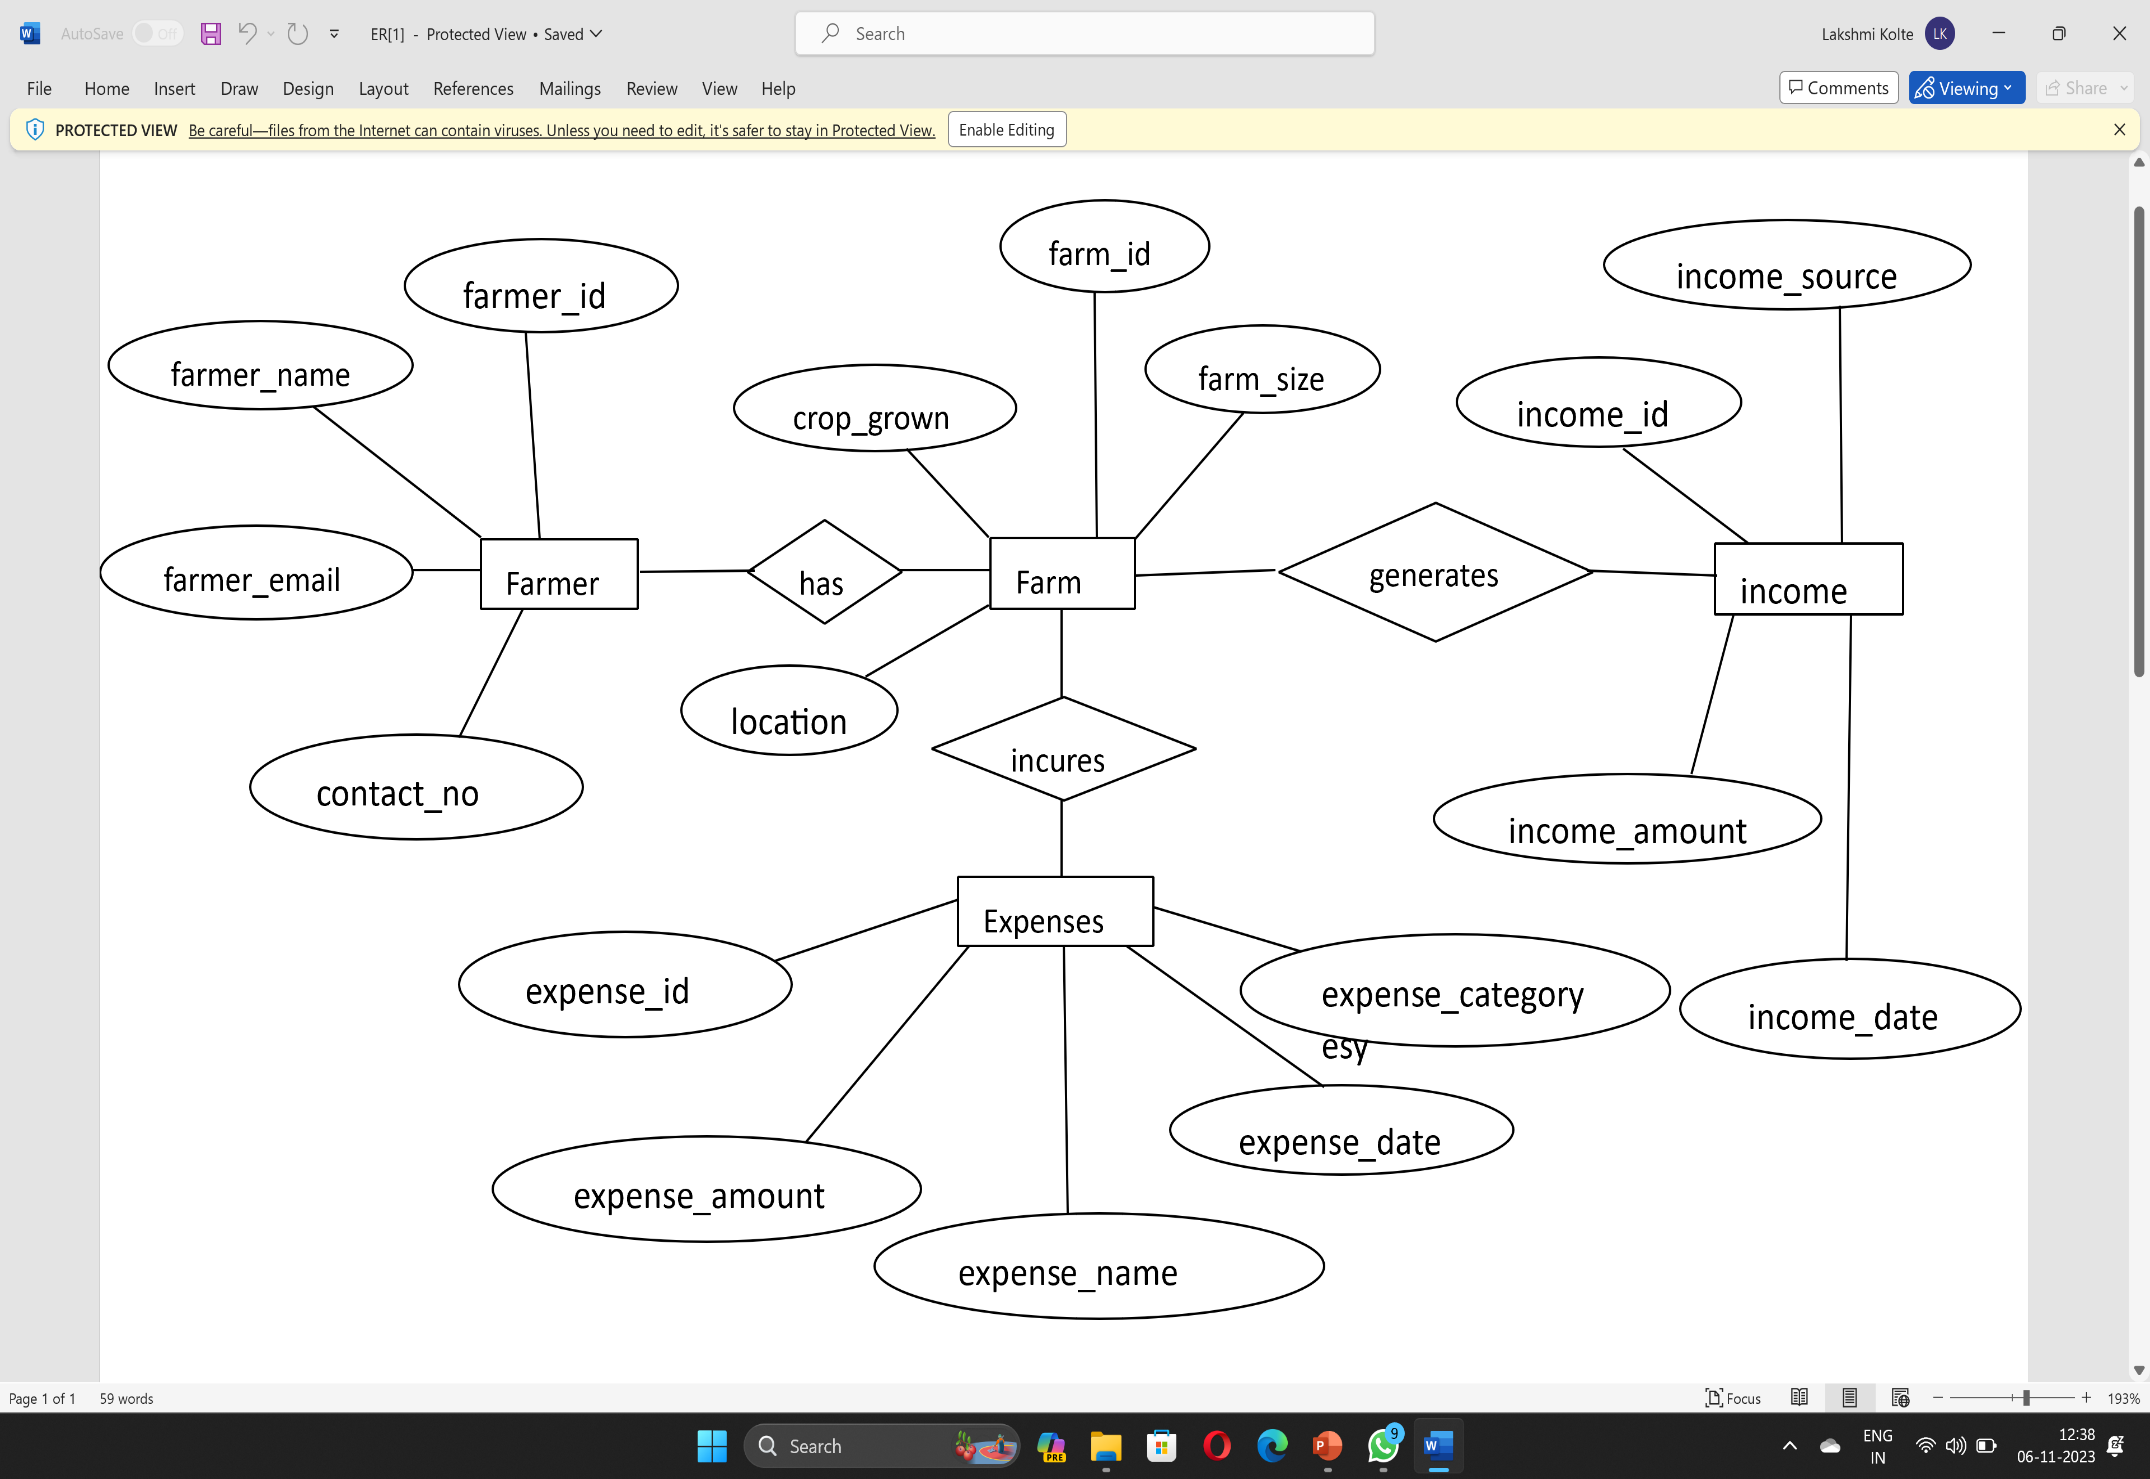 AutoSave Off ER[1] - Protected View • Saved Search Lakshmi Kolte LK
File Home Insert Draw Design Layout References Mailings Review View Help Comments Viewing Share
PROTECTED VIEW Be careful—files from the Internet can contain viruses. Unless you need to edit, it's safer to stay in Protected View. Enable Editing
farm_id
income_source
farmer_id
farmer_name
farm_size
crop_grown
income_id
farmer_email
Farmer
has
Farm
generates
income
location
incures
contact_no
income_amount
Expenses
expense_id
expense_category
esy
income_date
expense_date
expense_amount
expense_name
Page 1 of 1 59 words Focus 193%
Search PRE 9 ENG 12:38
IN 06-11-2023